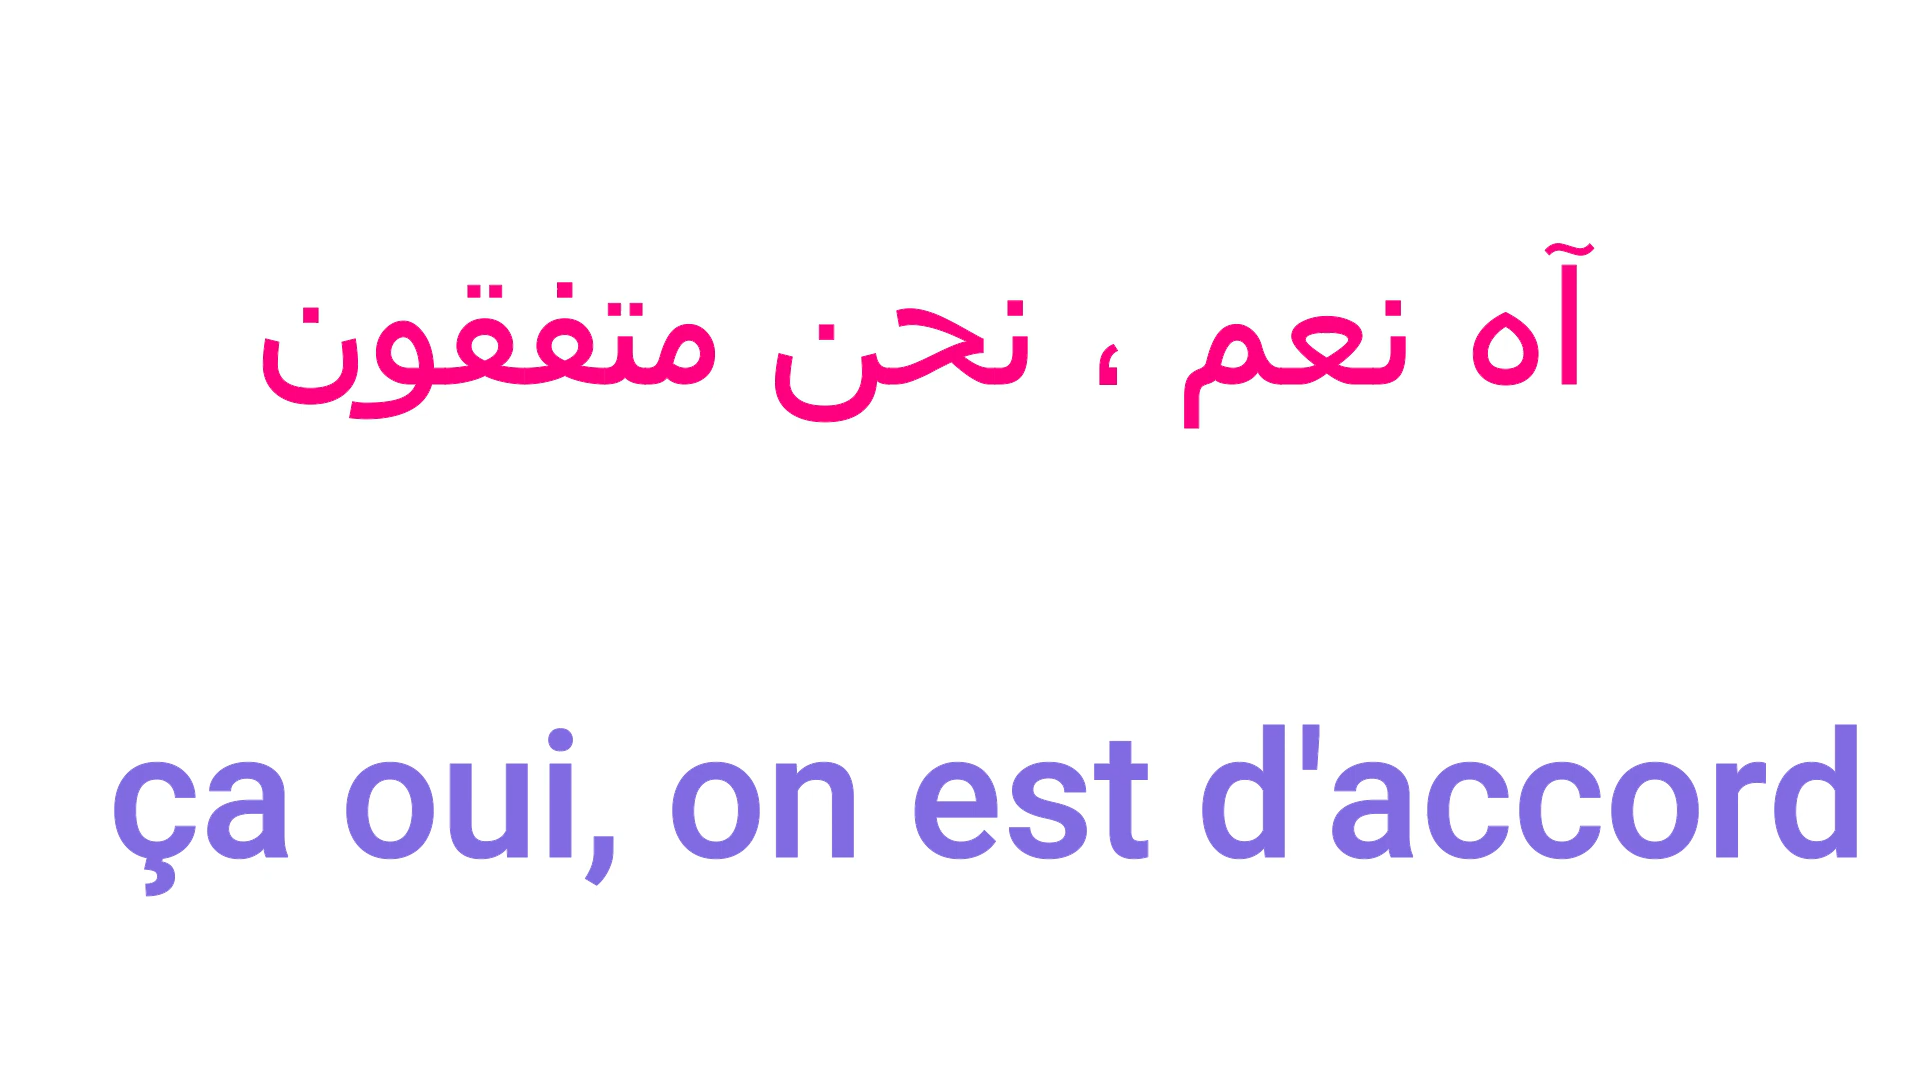 آه نعم ، نحن متفقون
ça oui, on est d'accord